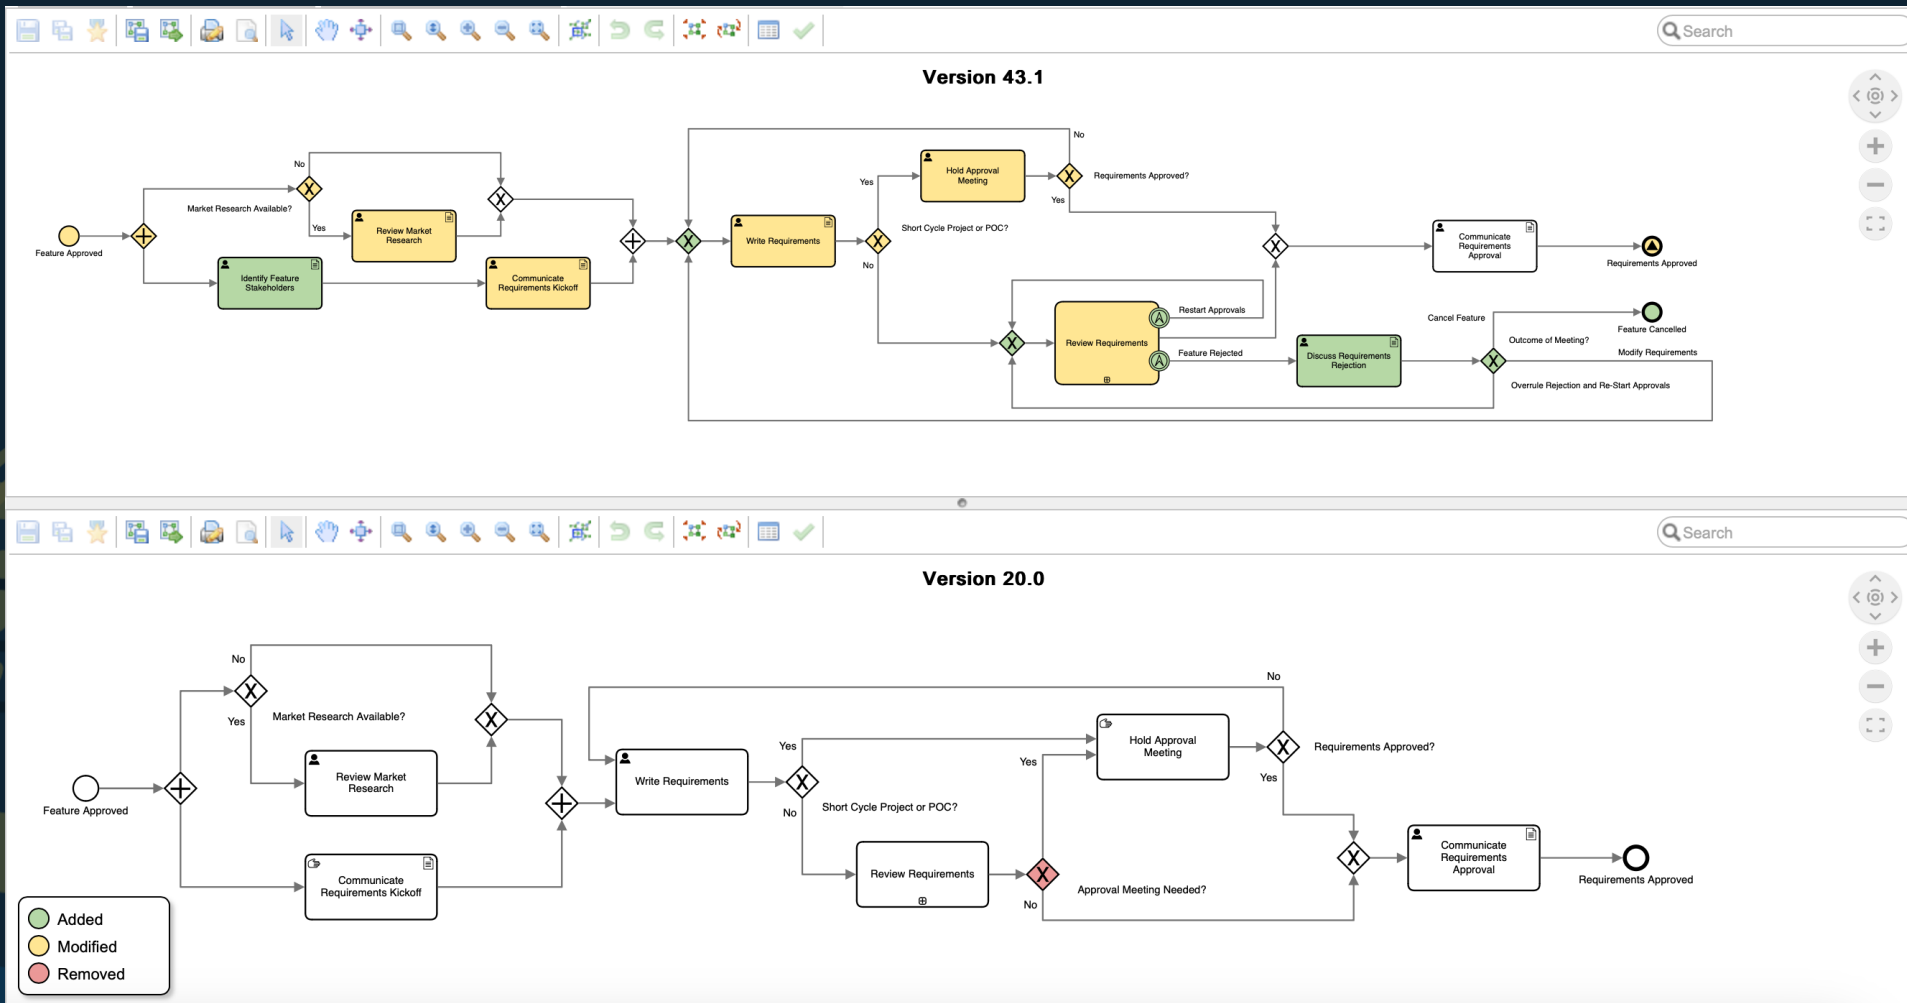 Search
Version 43.1
No
Hold Approval
Meeting
Requirements Approved?
No
Yes
Yes
Market Research Available?
Review Market
Research
Yes
Write Requirements
Short Cycle Project or POC?
Communicate
Requirements
Approval
Feature Approved
No
Requirements Approved
Identify Feature
Stakeholders
Communicate
Requirements Kickoff
Restart Approvals
Cancel Feature
Feature Cancelled
Review Requirements
Outcome of Meeting?
Feature Rejected
Modify Requirements
Discuss Requirements
Rejection
Overrule Rejection and Re-Start Approvals
Search
Version 20.0
No
No
Yes
Market Research Available?
Yes
Hold Approval
Meeting
Requirements Approved?
Yes
Review Market
Research
Write Requirements
Yes
Feature Approved
No
Short Cycle Project or POC?
Communicate
Requirements
Approval
Communicate
Requirements Kickoff
Review Requirements
Approval Meeting Needed?
Requirements Approved
No
Added
Modified
Removed